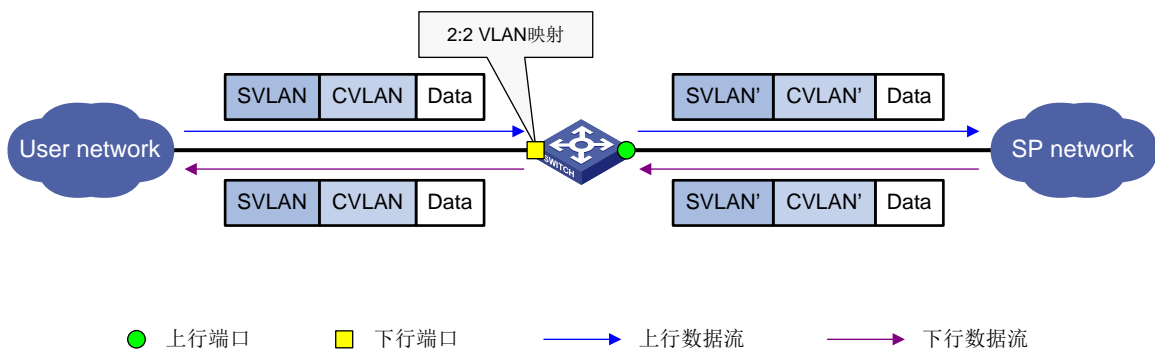 2:2 VLAN映射
SVLAN CVLAN Data
SVLAN’ CVLAN’ Data
User network
SWITCH
SP network
SVLAN CVLAN Data
SVLAN’ CVLAN’ Data
上行端口 下行端口 上行数据流 下行数据流